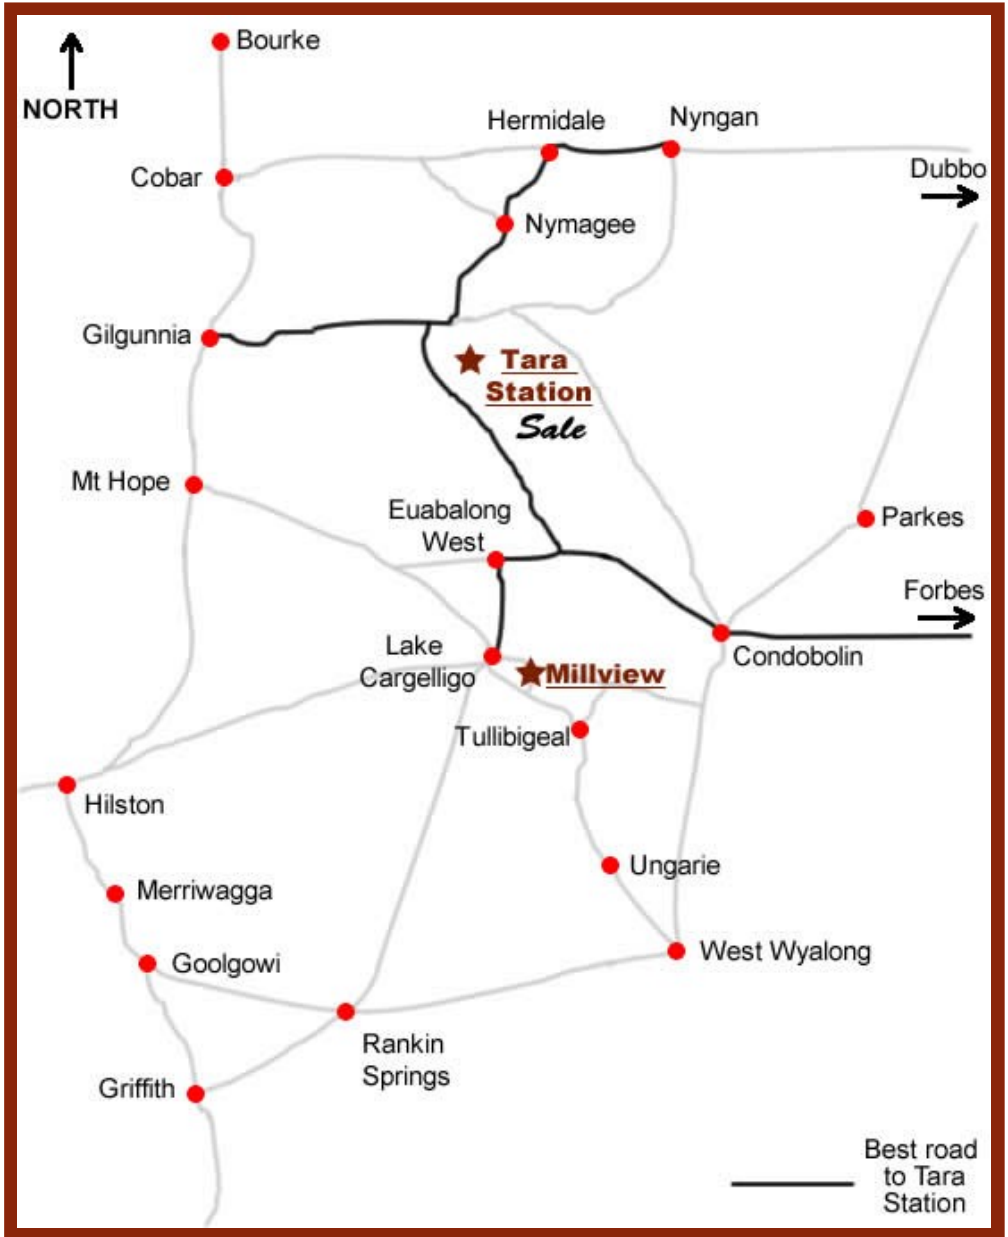 Bourke
NORTH
Hermidale
Nyngan
Cobar
Dubbo
Nymagee
Gilgunnia
Tara
Station
Sale
Mt Hope
Euabalong
West
Parkes
Forbes
Lake
Cargelligo
Condobolin
Millview
Tullibigeal
Hilston
Ungarie
Merriwagga
West Wyalong
Goolgowi
Rankin
Springs
Griffith
Best road
to Tara
Station